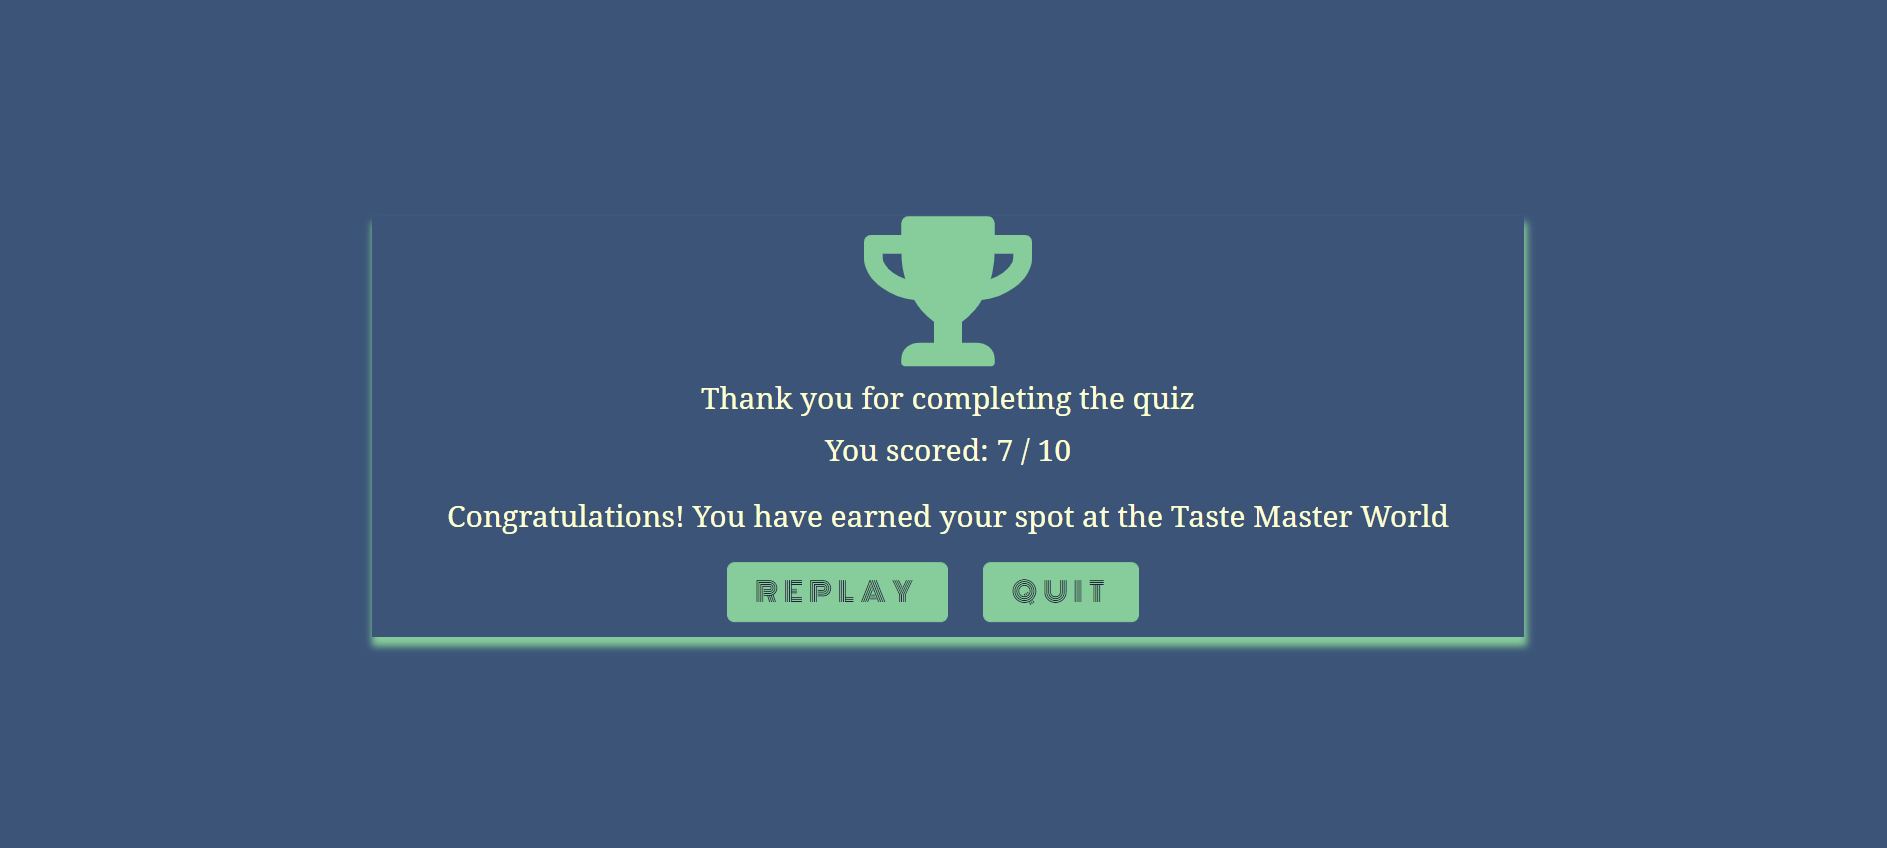 Thank you for completing the quiz
You scored: 7 / 10
Congratulations! You have earned your spot at the Taste Master World
REPLAY QUIT